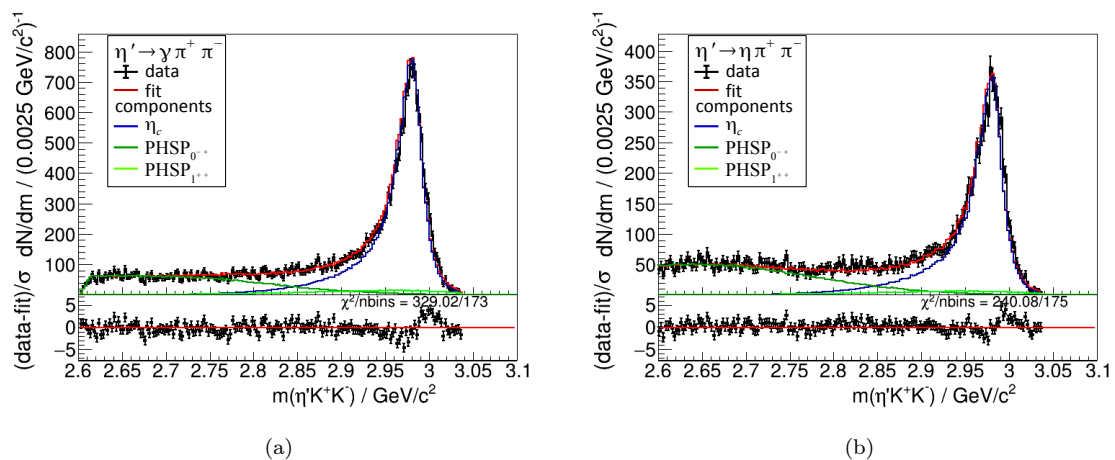 η′→γ π⁺ π⁻
data
fit
components
η_c
PHSP_0⁻⁺
PHSP_1⁺⁺
dN/dm / (0.0025 GeV/c²)⁻¹
800
700
600
500
400
300
200
100
χ²/nbins = 329.02/173
(data-fit)/σ
5
0
−5
2.6 2.65 2.7 2.75 2.8 2.85 2.9 2.95 3 3.05 3.1
m(η'K⁺K⁻) / GeV/c²
(a)
η′→η π⁺ π⁻
data
fit
components
η_c
PHSP_0⁻⁺
PHSP_1⁺⁺
dN/dm / (0.0025 GeV/c²)⁻¹
400
350
300
250
200
150
100
50
χ²/nbins = 240.08/175
(data-fit)/σ
5
0
−5
2.6 2.65 2.7 2.75 2.8 2.85 2.9 2.95 3 3.05 3.1
m(η'K⁺K⁻) / GeV/c²
(b)